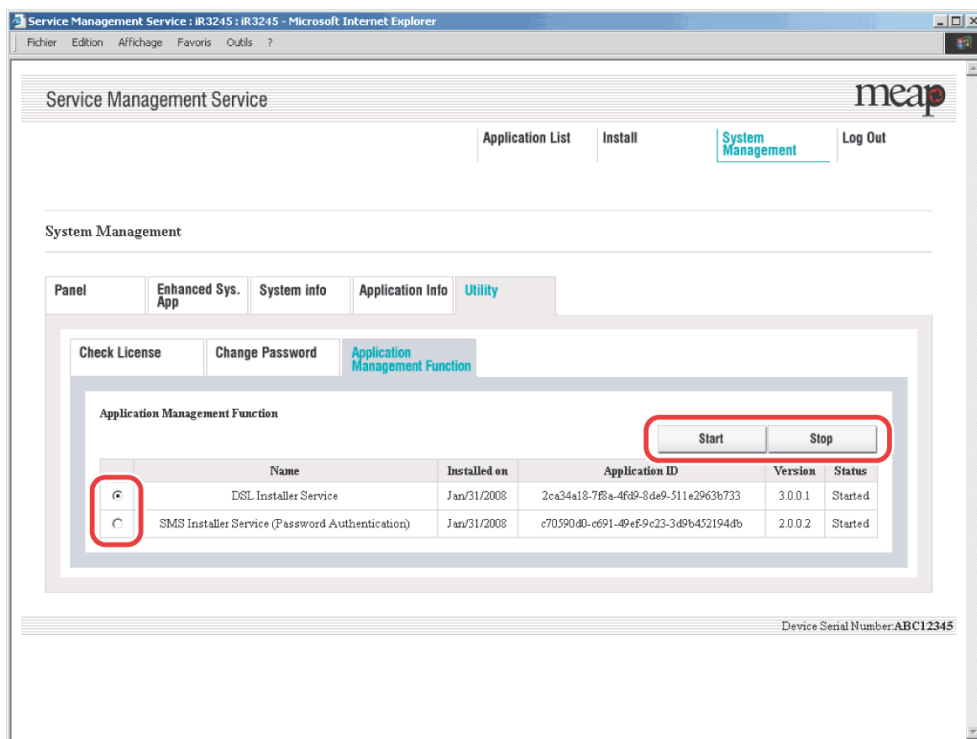 Service Management Service : iR3245 : iR3245 - Microsoft Internet Explorer
Fichier Edition Affichage Favoris Outils ?
Service Management Service
meap
Application List Install System Management Log Out
System Management
Panel Enhanced Sys. App System info Application Info Utility
Check License Change Password Application Management Function
Application Management Function
Start Stop
Name Installed on Application ID Version Status
DSL Installer Service Jan/31/2008 2ca34a18-7f8a-4fd9-8de9-511e2963b733 3.0.0.1 Started
SMS Installer Service (Password Authentication) Jan/31/2008 c70590d0-c691-49ef-9c23-3d9b452194db 2.0.0.2 Started
Device Serial Number:ABC12345